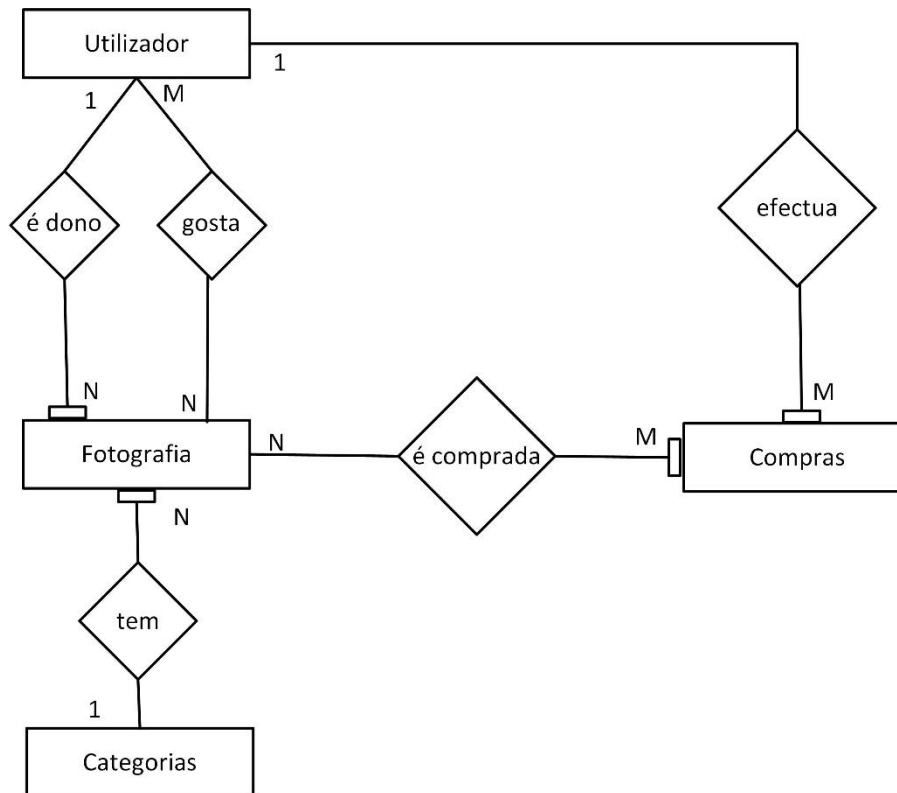 Utilizador
1
M
1
é dono
gosta
efectua
N
N
M
Fotografia
N
é comprada
M
Compras
N
tem
1
Categorias